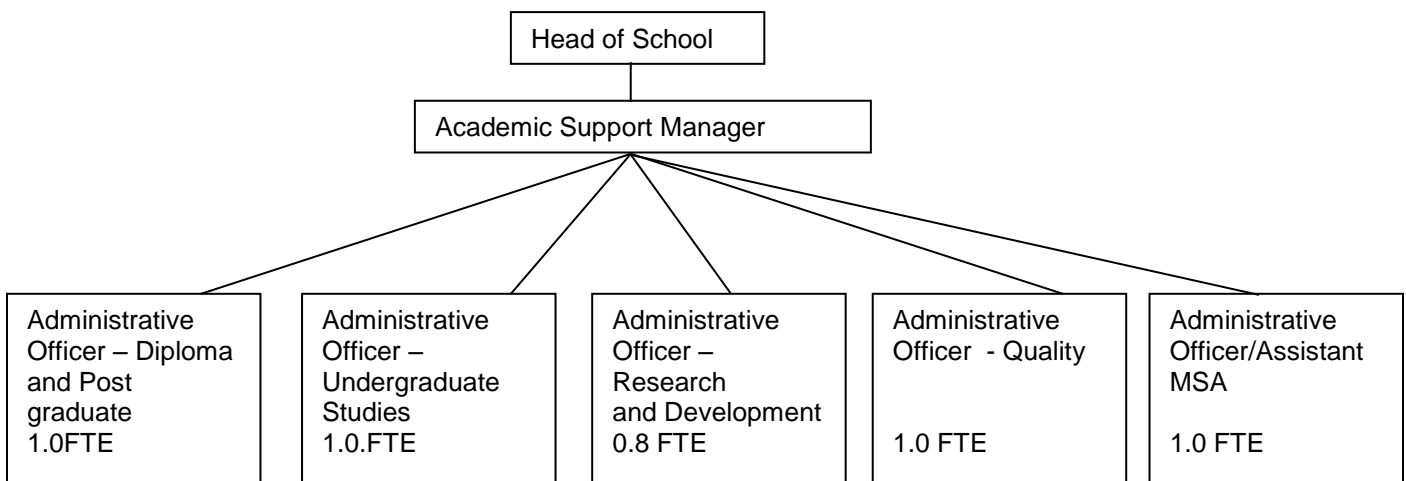 Head of School
Academic Support Manager
Administrative
Officer – Diploma
and Post
graduate
1.0FTE
Administrative
Officer –
Undergraduate
Studies
1.0.FTE
Administrative
Officer –
Research
and Development
0.8 FTE
Administrative
Officer  - Quality
1.0 FTE
Administrative
Officer/Assistant
MSA
1.0 FTE